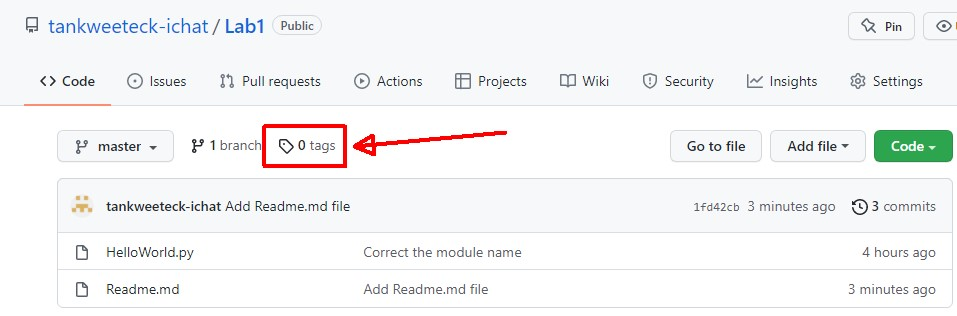 tankweeteck-ichat / Lab1 Public Pin
Code Issues Pull requests Actions Projects Wiki Security Insights Settings
master 1 branch 0 tags Go to file Add file Code
tankweeteck-ichat Add Readme.md file 1fd42cb 3 minutes ago 3 commits
HelloWorld.py Correct the module name 4 hours ago
Readme.md Add Readme.md file 3 minutes ago